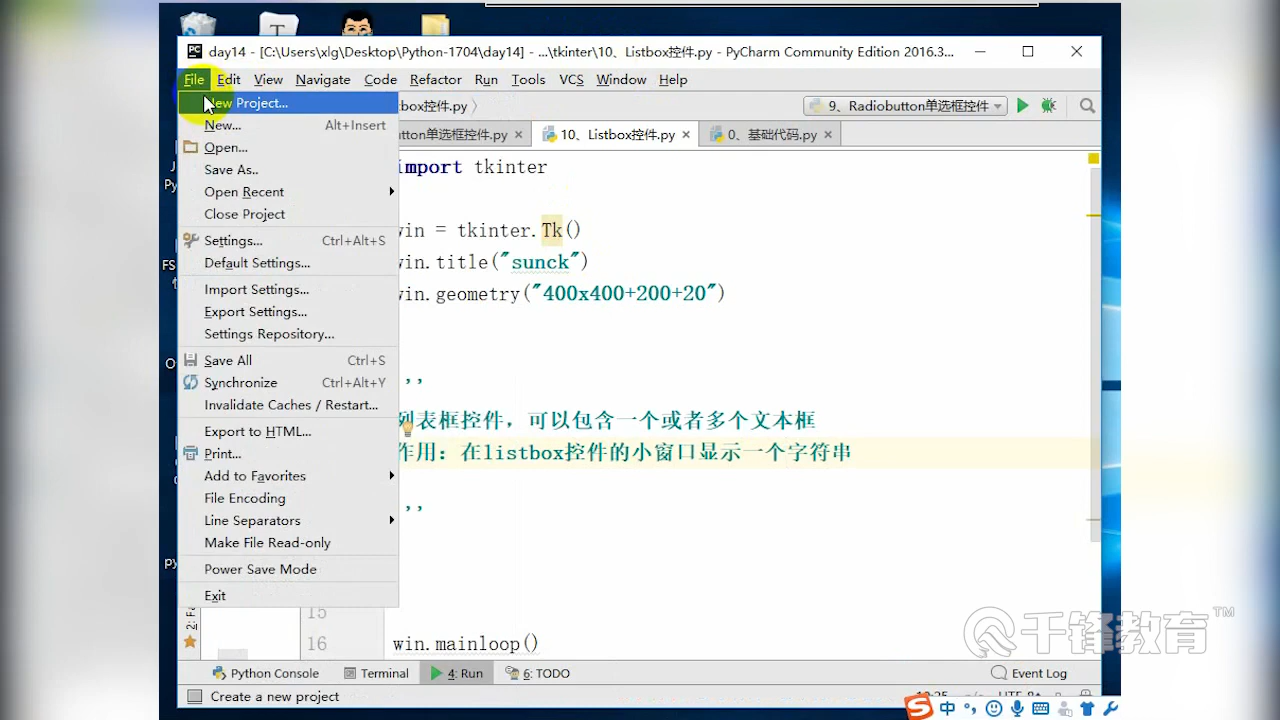 day14 - [C:\Users\xlg\Desktop\Python-1704\day14] - ...\tkinter\10、Listbox控件.py - PyCharm Community Edition 2016.3...
File Edit View Navigate Code Refactor Run Tools VCS Window Help
New Project...
New... Alt+Insert
Open...
Save As..
Open Recent
Close Project
Settings... Ctrl+Alt+S
Default Settings...
Import Settings...
Export Settings...
Settings Repository...
Save All Ctrl+S
Synchronize Ctrl+Alt+Y
Invalidate Caches / Restart...
Export to HTML...
Print...
Add to Favorites
File Encoding
Line Separators
Make File Read-only
Power Save Mode
Exit
box控件.py
9、Radiobutton单选框控件
tton单选框控件.py
10、Listbox控件.py
0、基础代码.py
import tkinter
win = tkinter.Tk()
win.title("sunck")
win.geometry("400x400+200+20")
,,
列表框控件，可以包含一个或者多个文本框
作用：在listbox控件的小窗口显示一个字符串
,,
15
16 win.mainloop()
Python Console Terminal 4: Run 6: TODO Event Log
Create a new project
千锋教育 TM
中